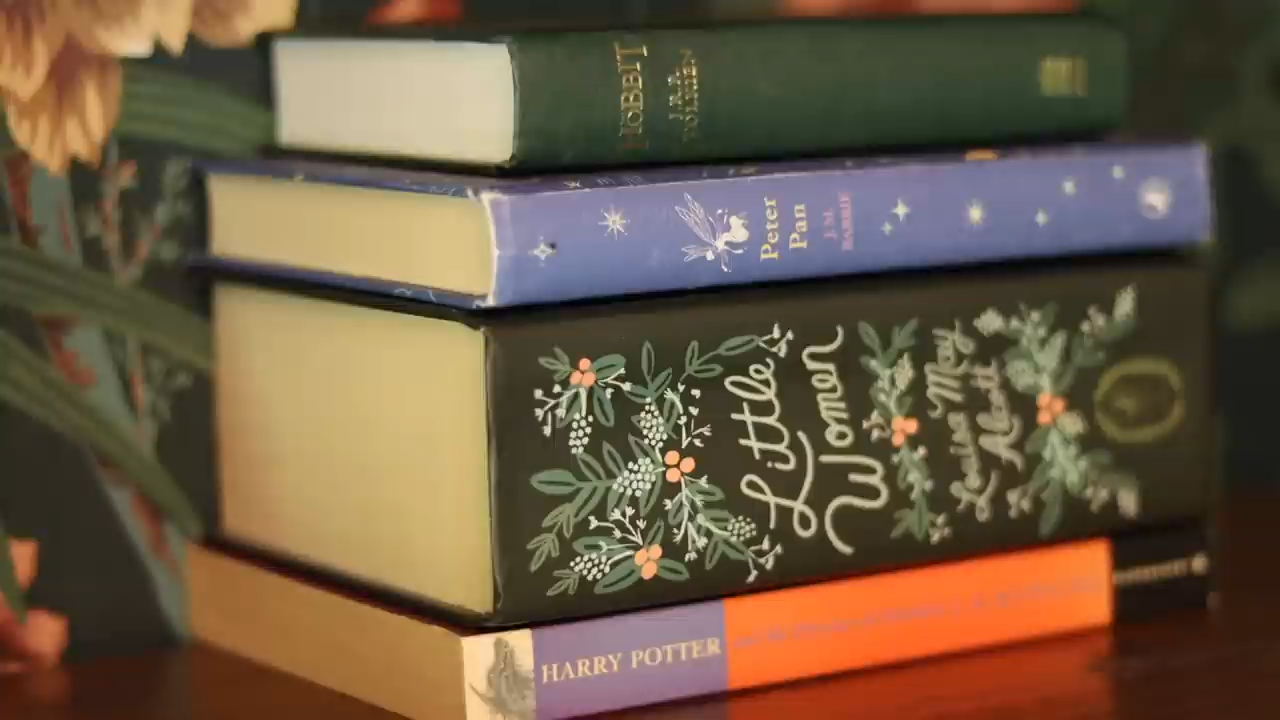 HOBBIT
J.R.R.
TOLKIEN
Peter
Pan
J.M.
BARRIE
Little
Women
Louisa May
Alcott
HARRY POTTER